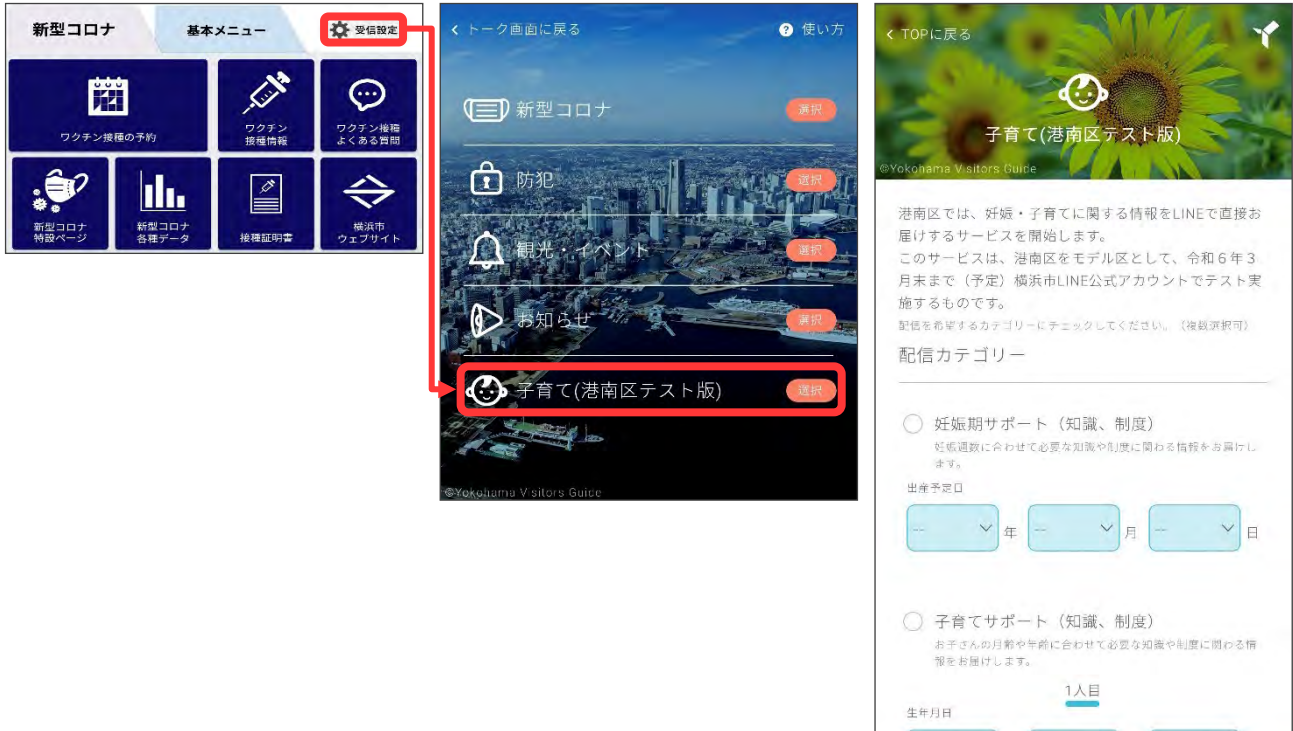 新型コロナ
基本メニュー
受信設定
ワクチン接種の予約
ワクチン
接種情報
ワクチン接種
よくある質問
新型コロナ
特設ページ
新型コロナ
各種データ
接種証明書
横浜市
ウェブサイト
トーク画面に戻る
? 使い方
新型コロナ
選択
防犯
選択
観光・イベント
選択
お知らせ
選択
子育て(港南区テスト版)
選択
©Yokohama Visitors Guide
TOPに戻る
子育て(港南区テスト版)
©Yokohama Visitors Guide
港南区では、妊娠・子育てに関する情報をLINEで直接お
届けするサービスを開始します。
このサービスは、港南区をモデル区として、令和6年3
月末まで（予定）横浜市LINE公式アカウントでテスト実
施するものです。
配信を希望するカテゴリーにチェックしてください。（複数選択可）
配信カテゴリー
妊娠期サポート（知識、制度）
妊娠週数に合わせて必要な知識や制度に関わる情報をお届けし
ます。
出産予定日
-- 年 -- 月 -- 日
子育てサポート（知識、制度）
お子さんの月齢や年齢に合わせて必要な知識や制度に関わる情
報をお届けします。
1人目
生年月日